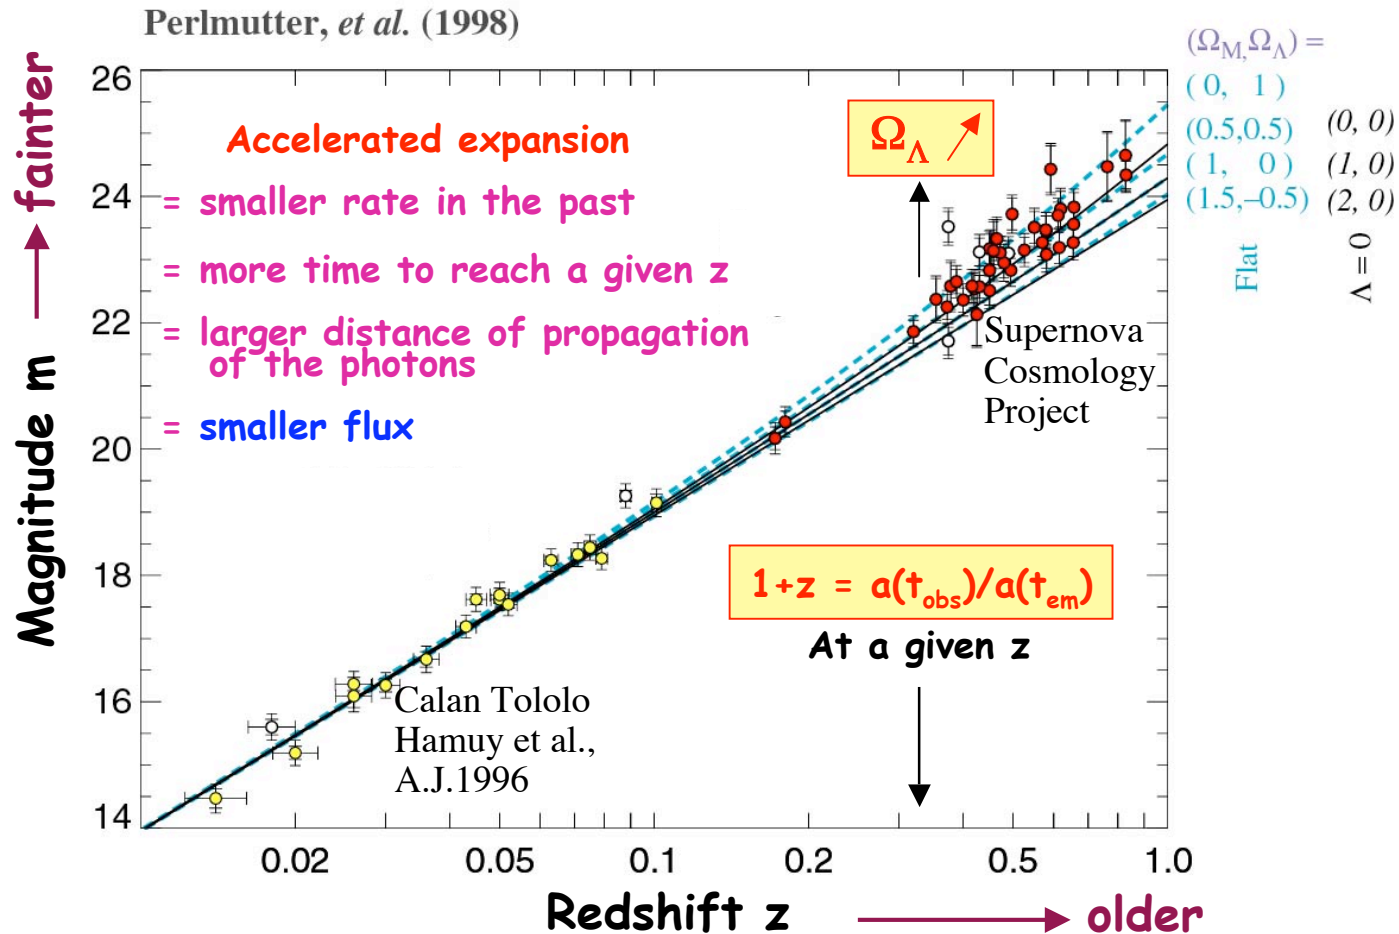 Perlmutter, et al. (1998)
(ΩM,ΩΛ) =
( 0, 1 )
(0.5,0.5) (0, 0)
( 1, 0 ) (1, 0)
(1.5,–0.5) (2, 0)
Flat
Λ = 0
Magnitude m → fainter
26
24
22
20
18
16
14
Accelerated expansion
= smaller rate in the past
= more time to reach a given z
= larger distance of propagation
of the photons
= smaller flux
ΩΛ ↗
Supernova
Cosmology
Project
1+z = a(tobs)/a(tem)
At a given z
Calan Tololo
Hamuy et al.,
A.J.1996
0.02 0.05 0.1 0.2 0.5 1.0
Redshift z → older